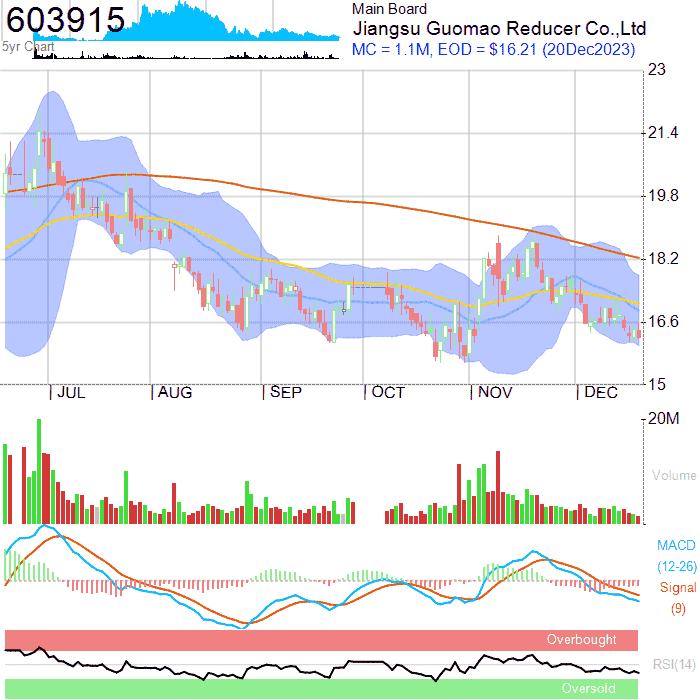 603915
5yr Chart
Main Board
Jiangsu Guomao Reducer Co.,Ltd
MC = 1.1M, EOD = $16.21 (20Dec2023)
23
21.4
19.8
18.2
16.6
15
JUL
AUG
SEP
OCT
NOV
DEC
20M
Volume
MACD
(12-26)
Signal
(9)
Overbought
RSI(14)
Oversold